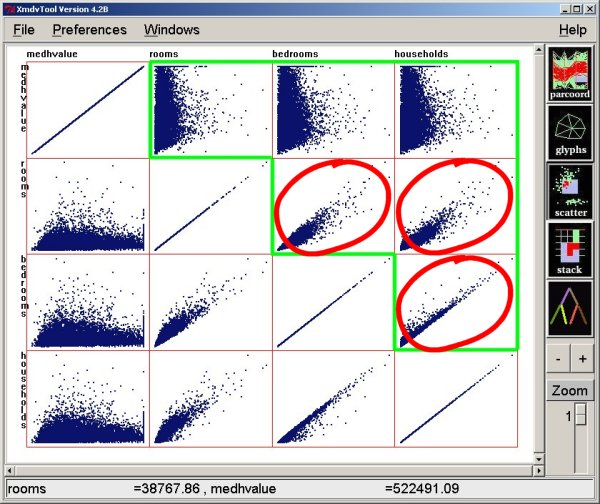 XmdvTool Version 4.2B
File Preferences Windows Help
medhvalue rooms bedrooms households
medhvalue
rooms
bedrooms
households
parcoord
glyphs
scatter
stack
- +
Zoom
1
rooms =38767.86 , medhvalue =522491.09